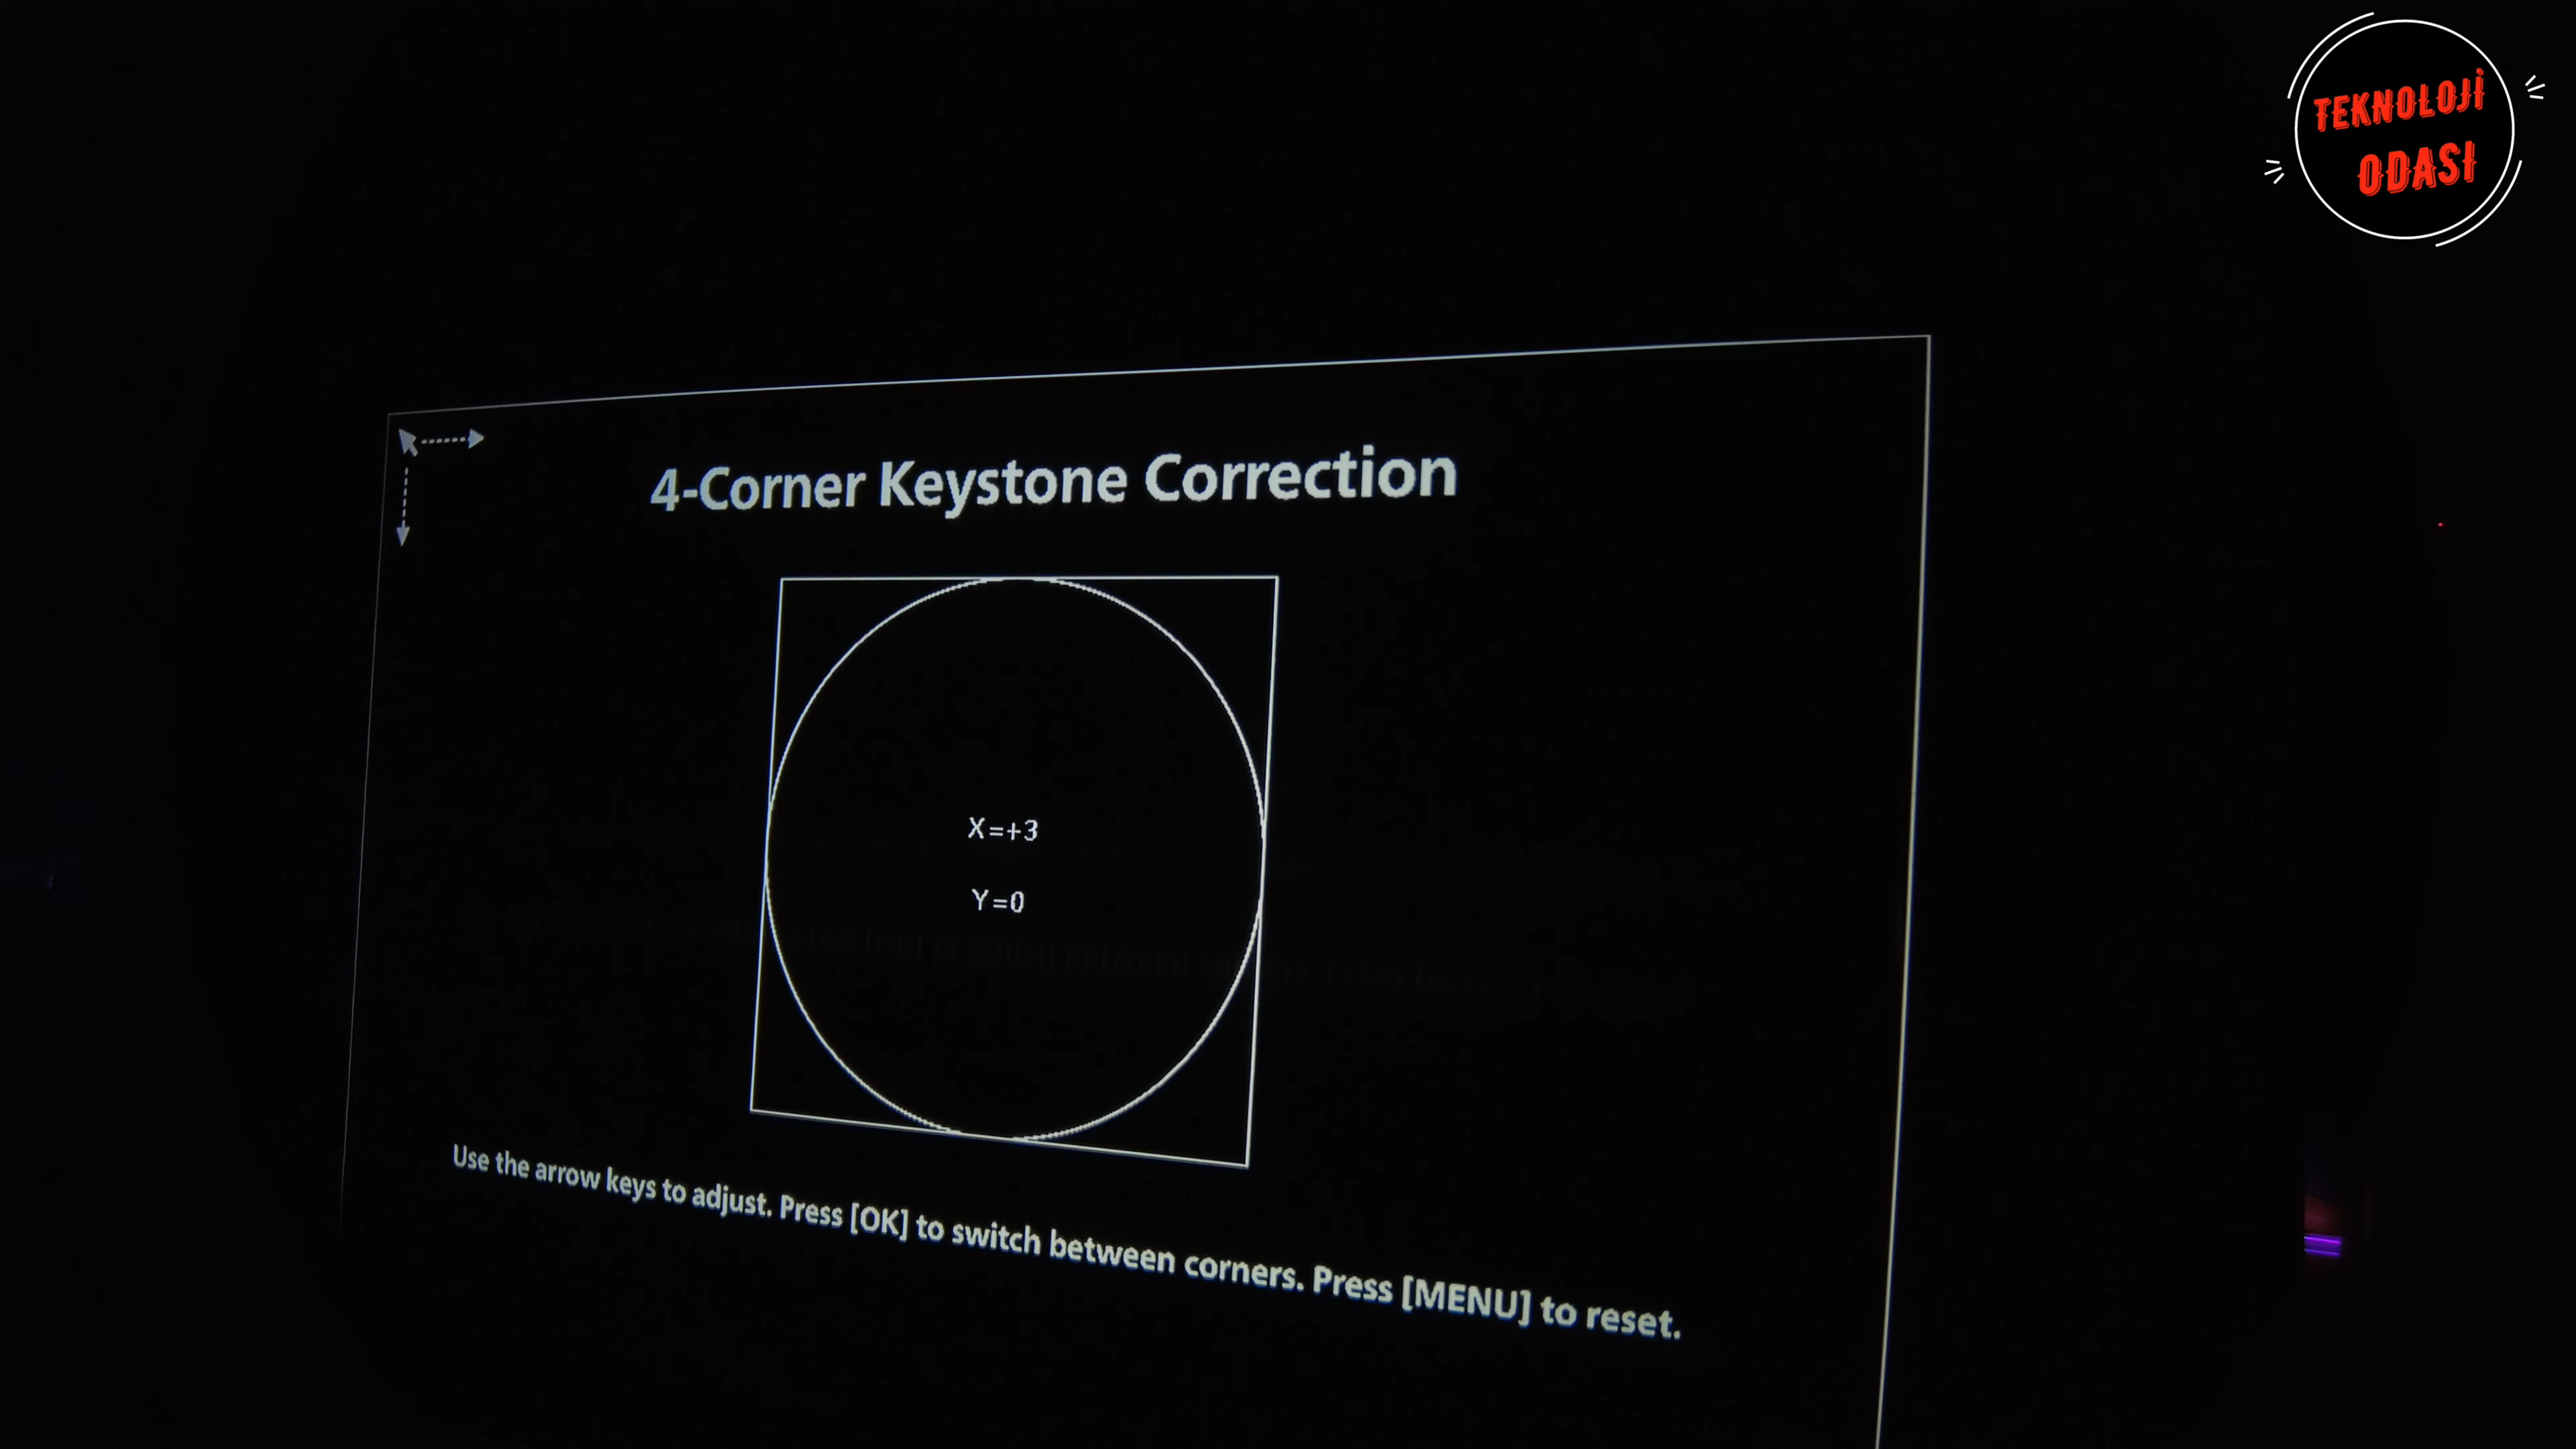 TEKNOLOJİ
ODASI
4-Corner Keystone Correction
X=+3
Y=0
Use the arrow keys to adjust. Press [OK] to switch between corners. Press [MENU] to reset.